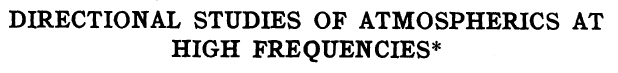 DIRECTIONAL STUDIES OF ATMOSPHERICS AT
HIGH FREQUENCIES*